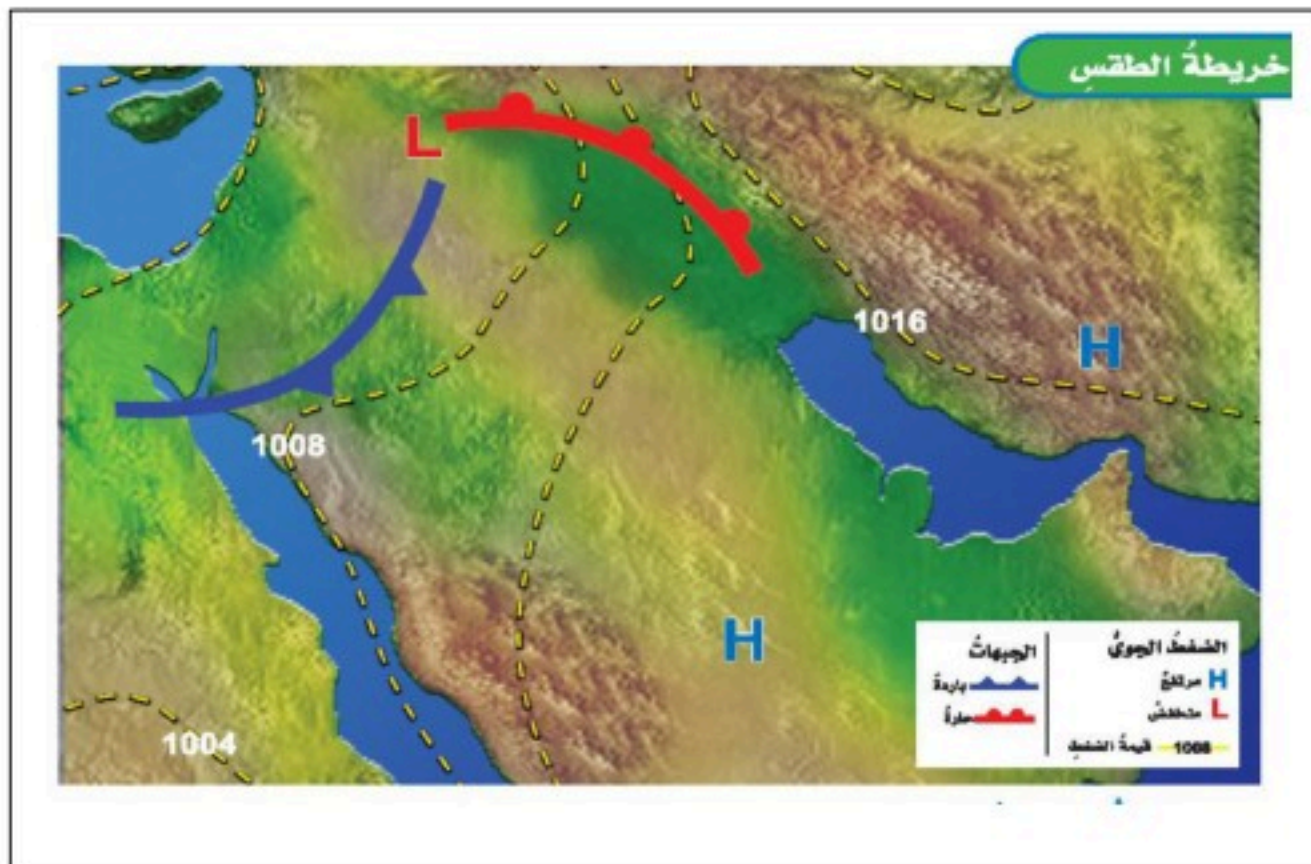 خريطةُ الطقسِ
L
1016
H
1008
H
1004
الضغطُ الجويُّ
H مرتفعٌ
L منخفضٌ
1008 قيمةُ الضغطِ
الجبهاتُ
باردةٌ
حارةٌ